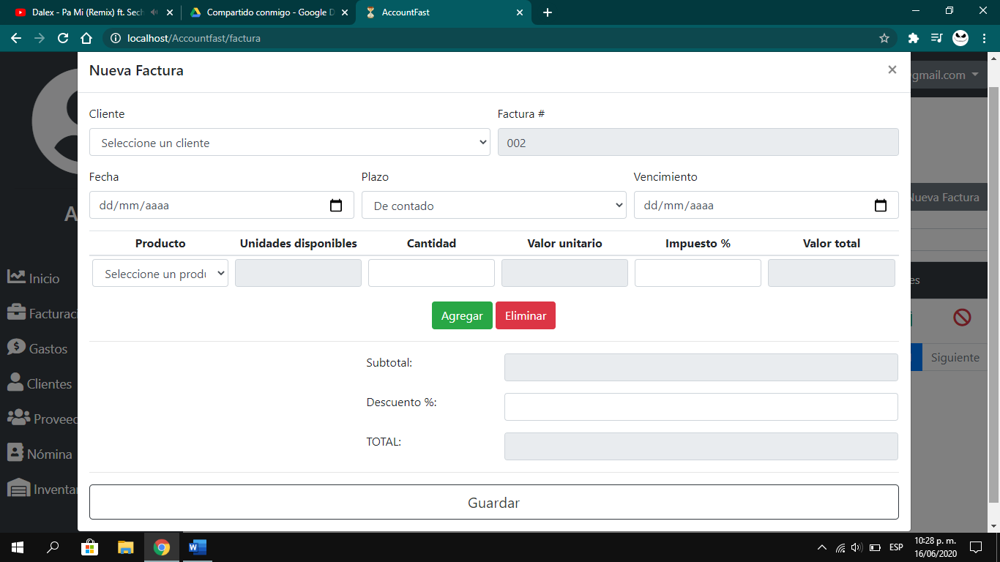 Dalex - Pa Mi (Remix) ft. Sech
Compartido conmigo - Google D
AccountFast
localhost/Accountfast/factura
Nueva Factura
×
@gmail.com
Cliente
Factura #
Seleccione un cliente
002
Fecha
Plazo
Vencimiento
dd/mm/aaaa
De contado
dd/mm/aaaa
Nueva Factura
Producto
Unidades disponibles
Cantidad
Valor unitario
Impuesto %
Valor total
Seleccione un produ
Agregar
Eliminar
Subtotal:
Descuento %:
TOTAL:
Guardar
A
Inicio
Facturaci
Gastos
Clientes
Proveed
Nómina
Inventar
es
Siguiente
ESP
10:28 p. m.
16/06/2020